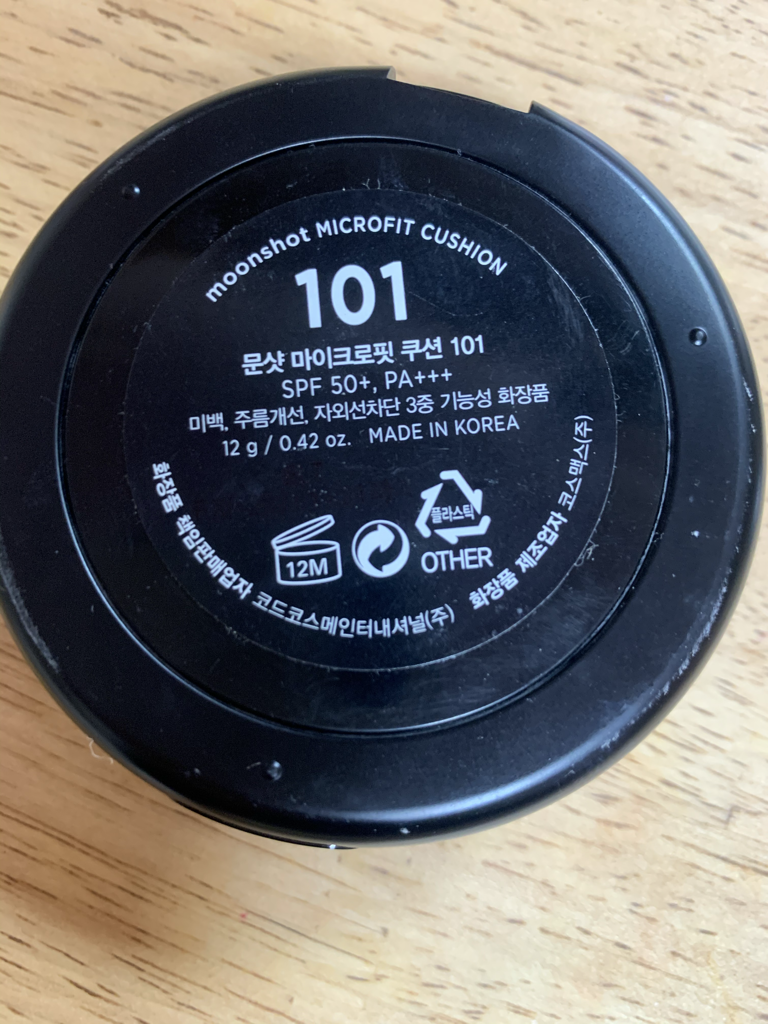 moonshot MICROFIT CUSHION
101
문샷 마이크로핏 쿠션 101
SPF 50+, PA+++
미백, 주름개선, 자외선차단 3중 기능성 화장품
12 g / 0.42 oz. MADE IN KOREA
플라스틱
12M
OTHER
화장품 책임판매업자 코드코스메인터내셔널(주)
화장품 제조업자 코스맥스(주)